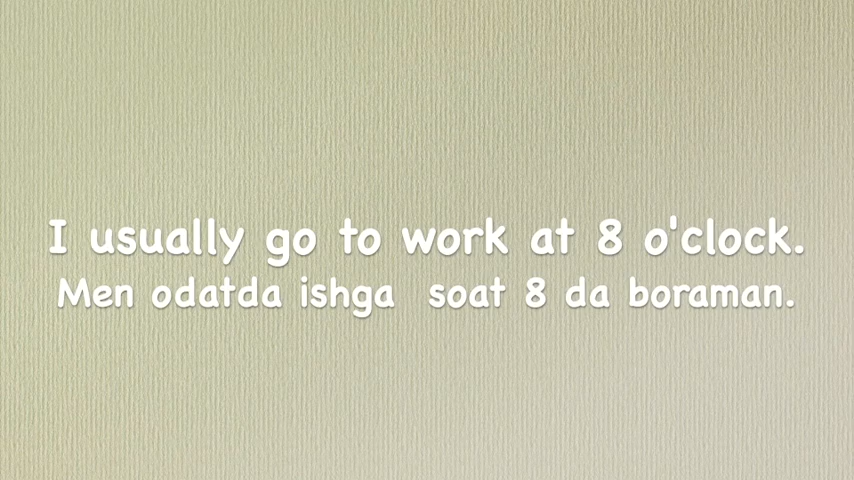 I usually go to work at 8 o'clock.
Men odatda ishga  soat 8 da boraman.